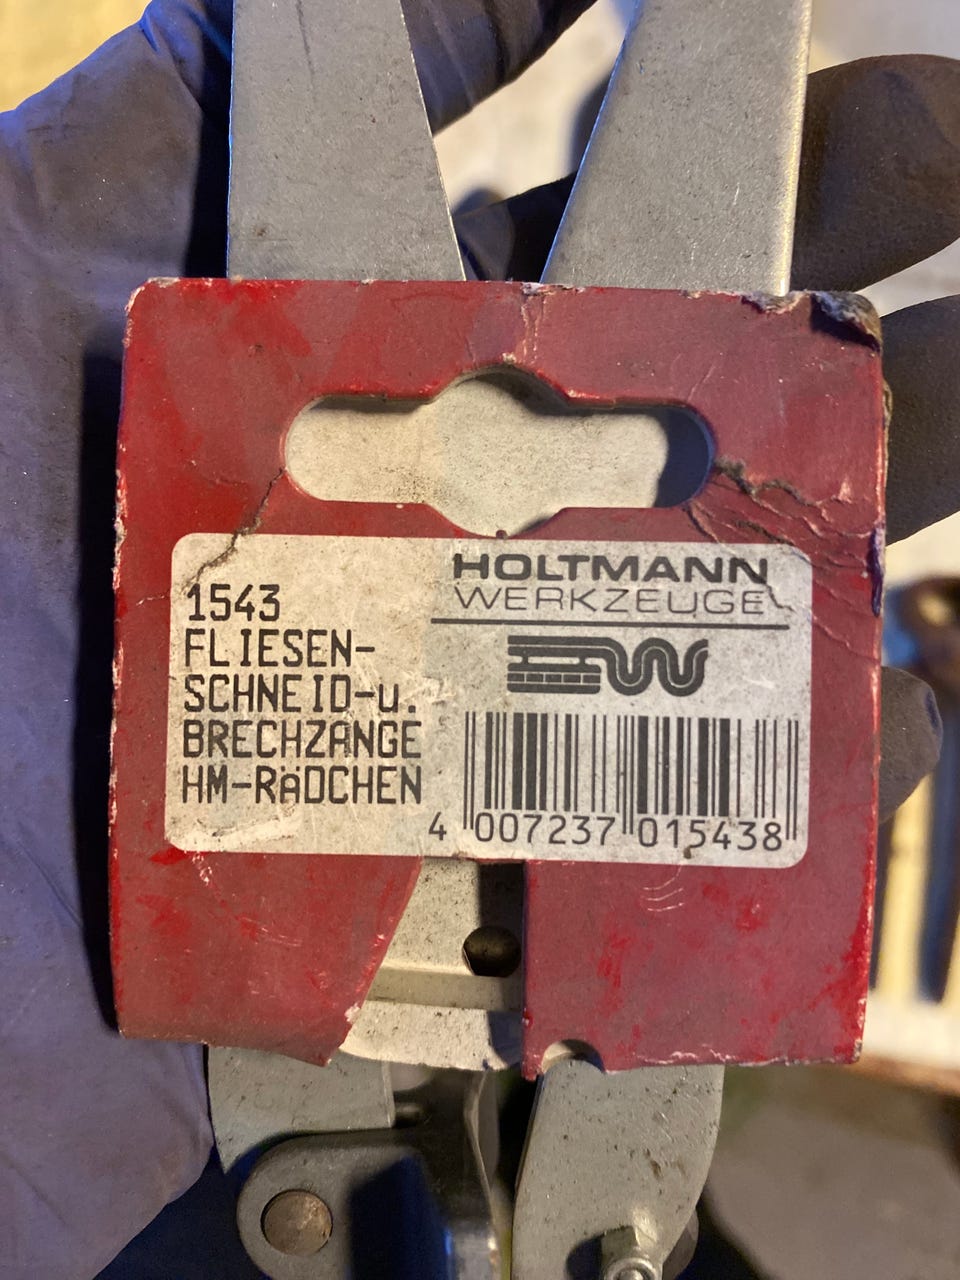 1543
FLIESEN-
SCHNEID-u.
BRECHZANGE
HM-RÄDCHEN
HOLTMANN
WERKZEUGE
4 007237 015438